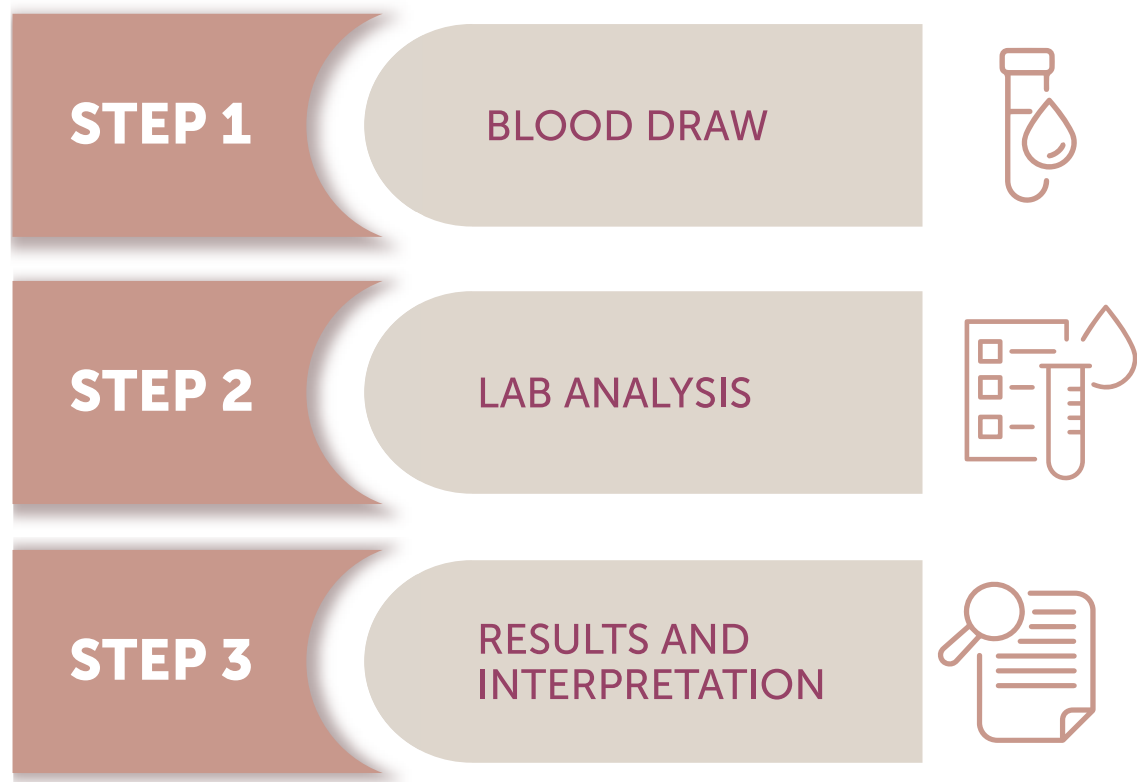 STEP 1
BLOOD DRAW
STEP 2
LAB ANALYSIS
STEP 3
RESULTS AND
INTERPRETATION